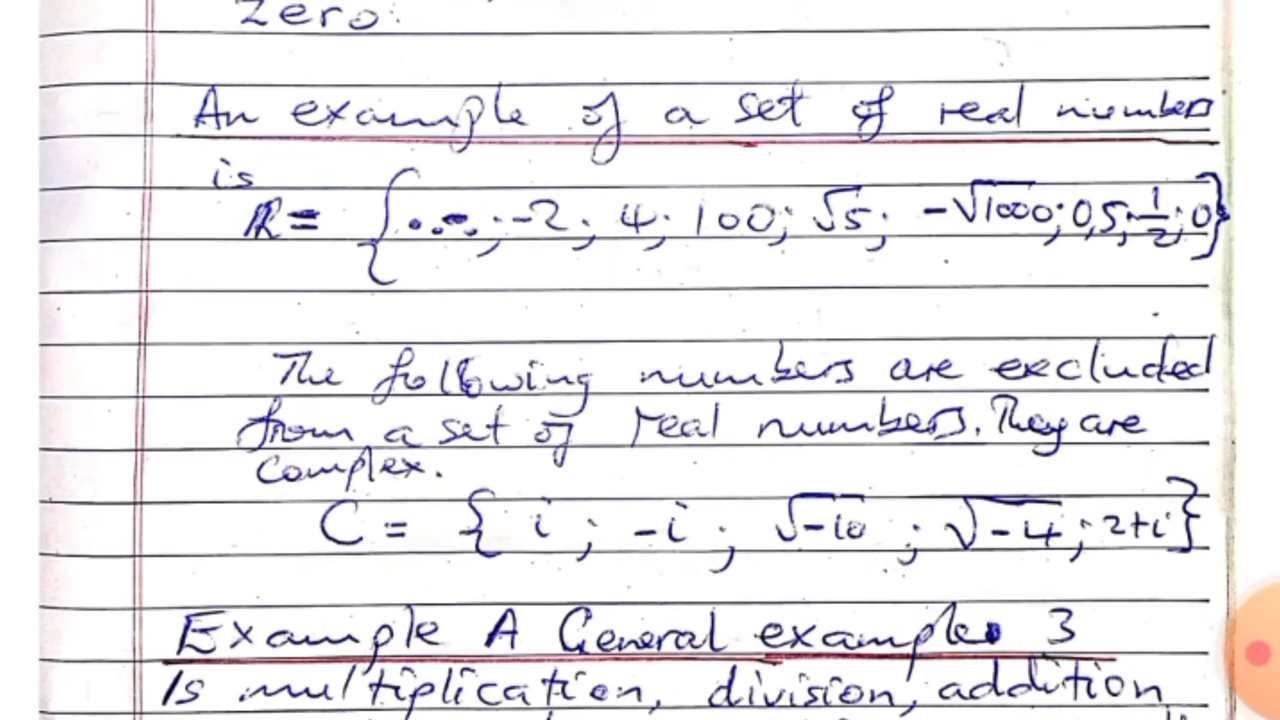 zero.
An example of a set of real numbers
is
ℝ = {...; -2; 4; 100; √5; -√1000; 0,5; 1/2; 0}
The following numbers are excluded
from a set of real numbers. They are
complex.
C = { i ; -i ; √-10 ; √-4 ; 2+i }
Example A General example 3
Is multiplication, division, addition